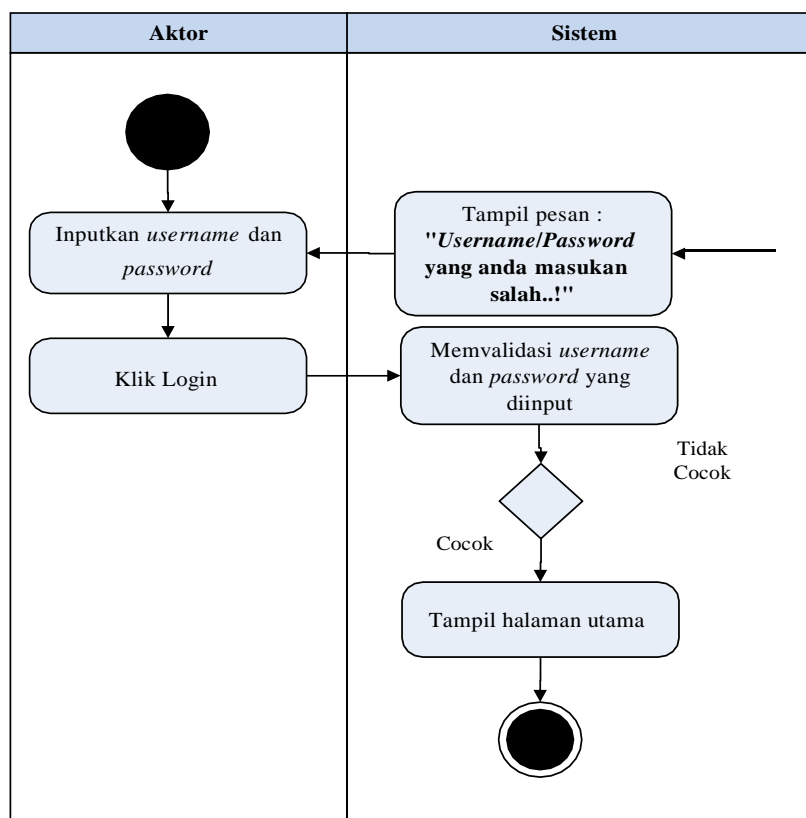 Aktor
Sistem
Inputkan username dan
password
Tampil pesan :
"Username/Password
yang anda masukan
salah..!"
Klik Login
Memvalidasi username
dan password yang
diinput
Tidak
Cocok
Cocok
Tampil halaman utama